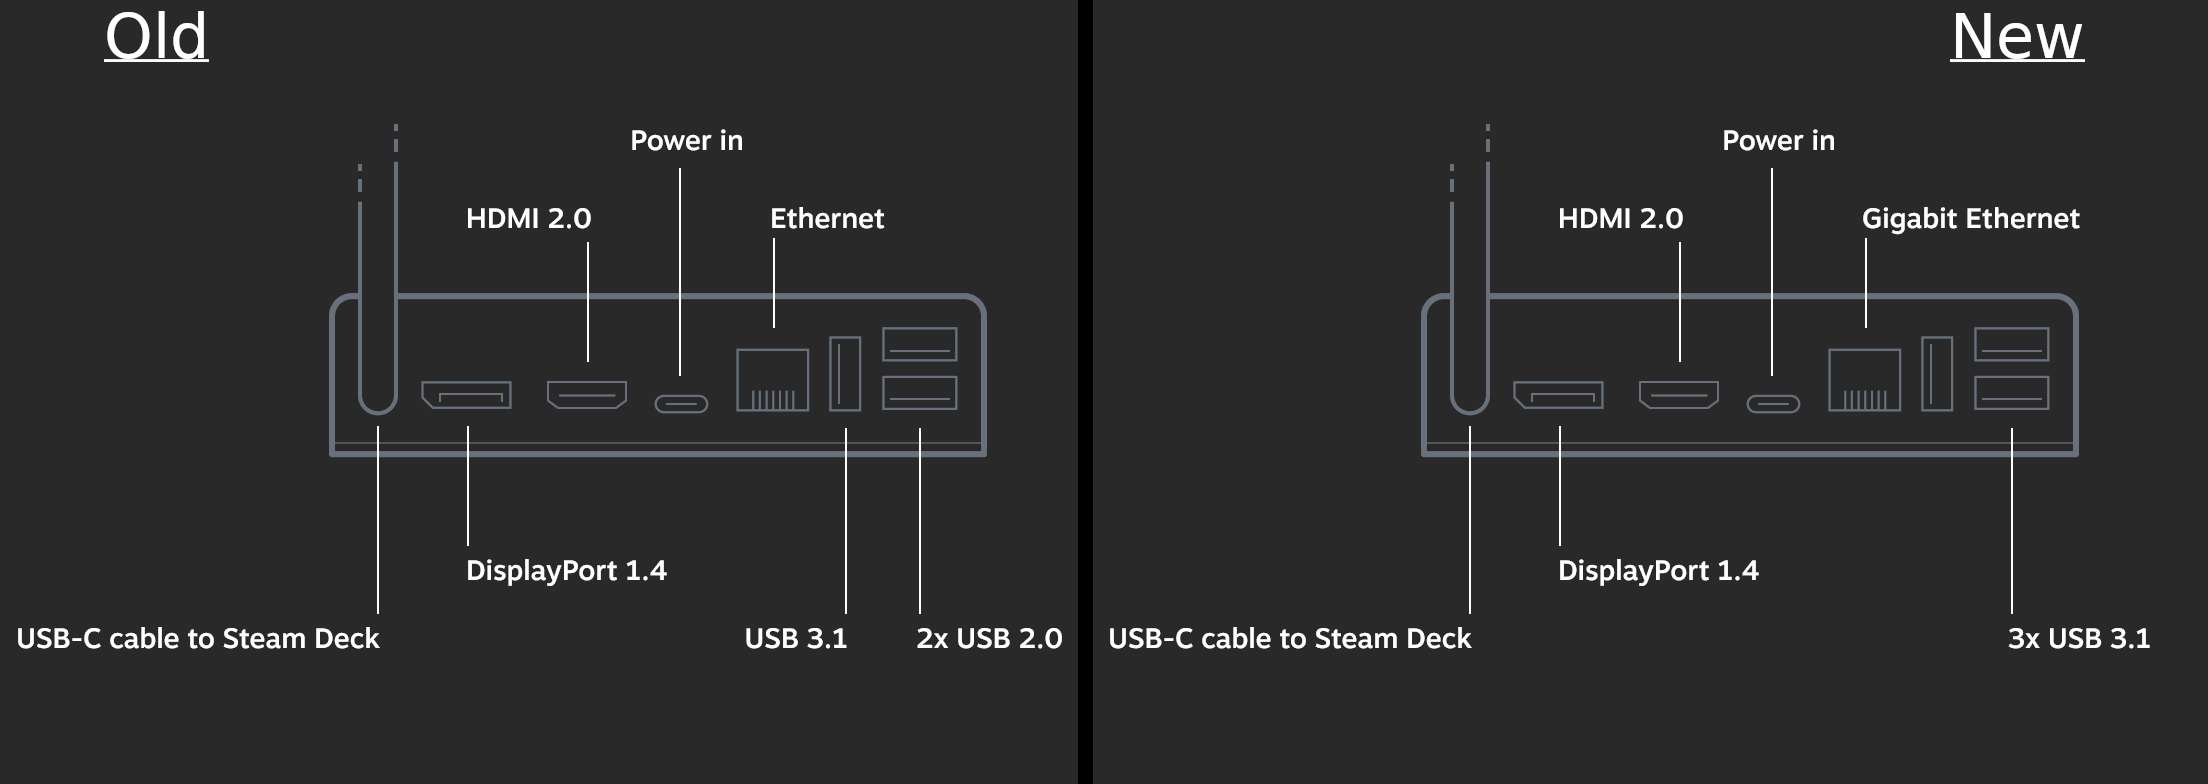 Old
Power in
HDMI 2.0
Ethernet
DisplayPort 1.4
USB-C cable to Steam Deck
USB 3.1
2x USB 2.0
New
Power in
HDMI 2.0
Gigabit Ethernet
DisplayPort 1.4
USB-C cable to Steam Deck
3x USB 3.1